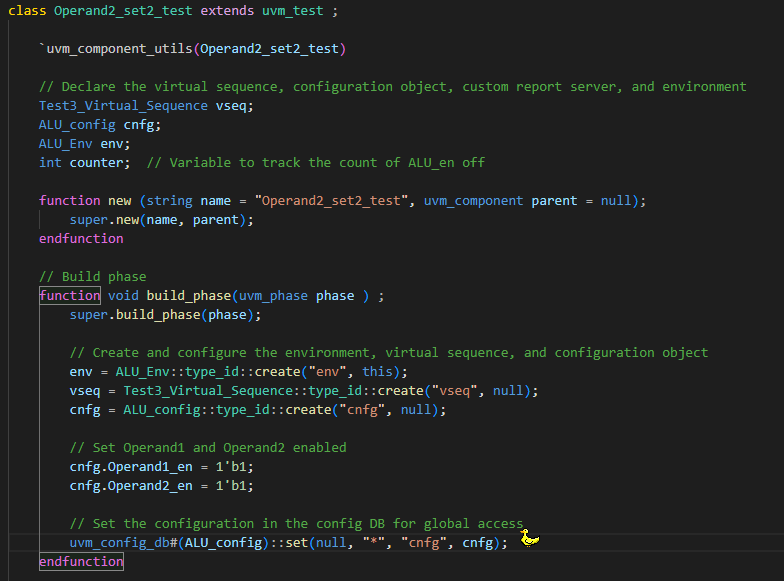 class Operand2_set2_test extends uvm_test ;
`uvm_component_utils(Operand2_set2_test)
// Declare the virtual sequence, configuration object, custom report server, and environment
Test3_Virtual_Sequence vseq;
ALU_config cnfg;
ALU_Env env;
int counter;  // Variable to track the count of ALU_en off
function new (string name = "Operand2_set2_test", uvm_component parent = null);
super.new(name, parent);
endfunction
// Build phase
function void build_phase(uvm_phase phase ) ;
super.build_phase(phase);
// Create and configure the environment, virtual sequence, and configuration object
env = ALU_Env::type_id::create("env", this);
vseq = Test3_Virtual_Sequence::type_id::create("vseq", null);
cnfg = ALU_config::type_id::create("cnfg", null);
// Set Operand1 and Operand2 enabled
cnfg.Operand1_en = 1'b1;
cnfg.Operand2_en = 1'b1;
// Set the configuration in the config DB for global access
uvm_config_db#(ALU_config)::set(null, "*", "cnfg", cnfg);
endfunction